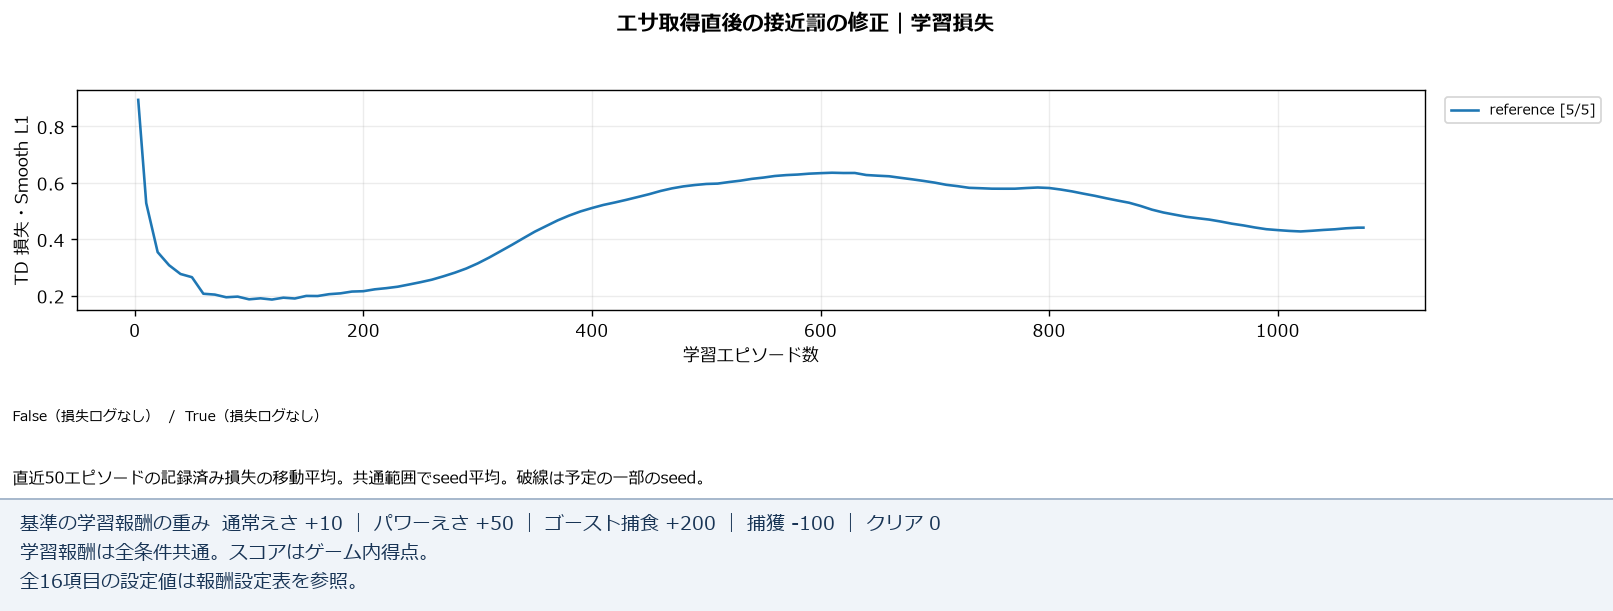 エサ取得直後の接近罰の修正｜学習損失
TD 損失・Smooth L1
0.8
0.6
0.4
0.2
0 200 400 600 800 1000
学習エピソード数
reference [5/5]
False（損失ログなし） / True（損失ログなし）
直近50エピソードの記録済み損失の移動平均。共通範囲でseed平均。破線は予定の一部のseed。
基準の学習報酬の重み 通常えさ +10 ｜ パワーえさ +50 ｜ ゴースト捕食 +200 ｜ 捕獲 -100 ｜ クリア 0
学習報酬は全条件共通。スコアはゲーム内得点。
全16項目の設定値は報酬設定表を参照。